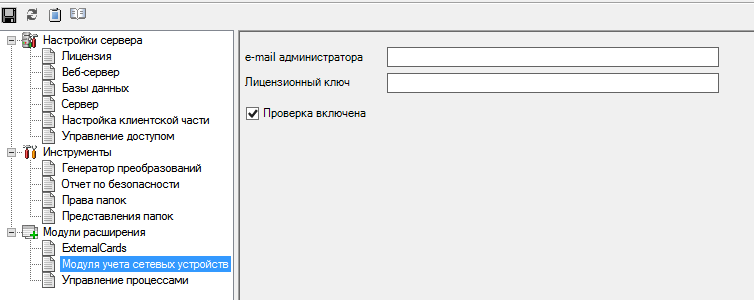 Настройки сервера
Лицензия
Веб-сервер
Базы данных
Сервер
Настройка клиентской части
Управление доступом
Инструменты
Генератор преобразований
Отчет по безопасности
Права папок
Представления папок
Модули расширения
ExternalCards
Модуля учета сетевых устройств
Управление процессами
e-mail администратора
Лицензионный ключ
Проверка включена